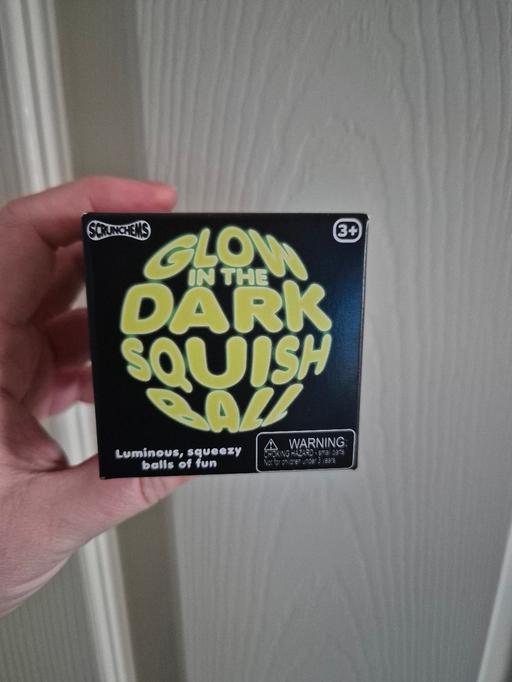 SCRUNCHEMS
3+
GLOW
IN THE
DARK
SQUISH
BALL
Luminous, squeezy
balls of fun
WARNING:
CHOKING HAZARD - small parts
Not for children under 3 years